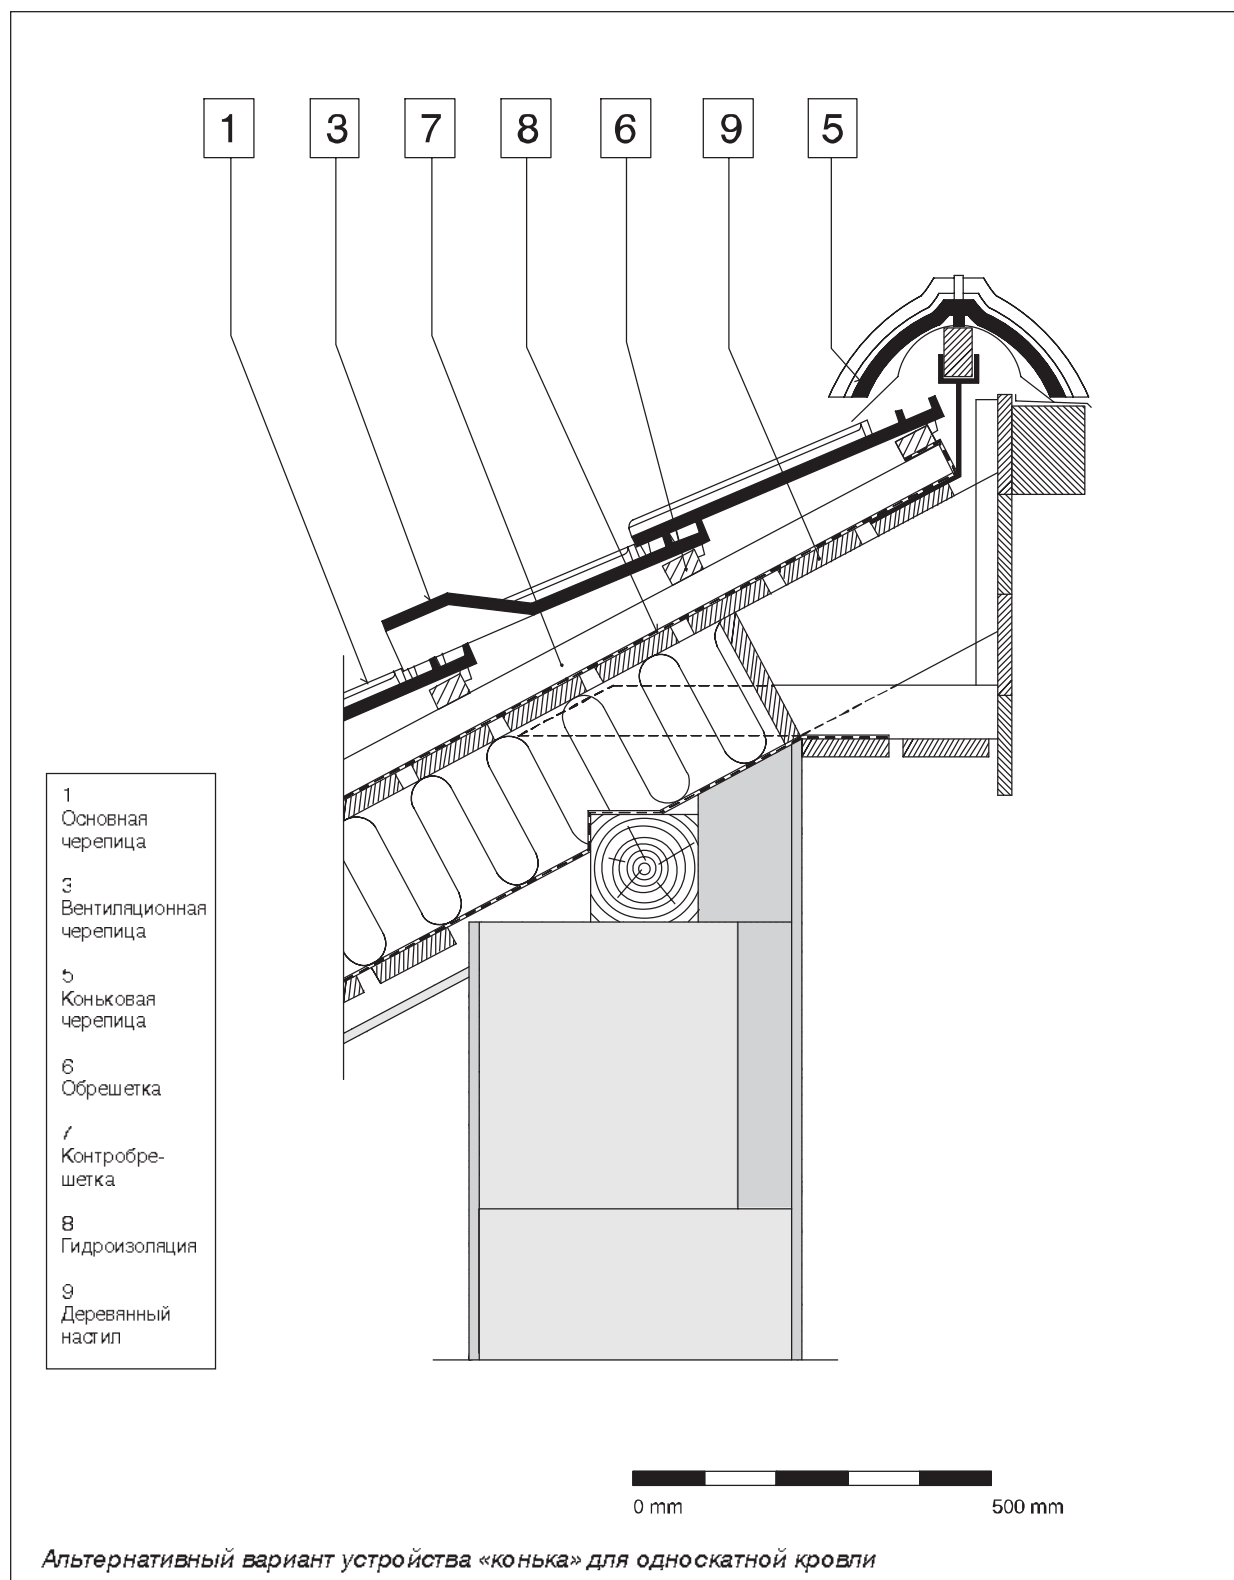 1 3 7 8 6 9 5
1
Основная
черепица
3
Вентиляционная
черепица
5
Коньковая
черепица
6
Обрешетка
7
Контробре-
шетка
8
Гидроизоляция
9
Деревянный
настил
0 mm 500 mm
Альтернативный вариант устройства «конька» для односкатной кровли